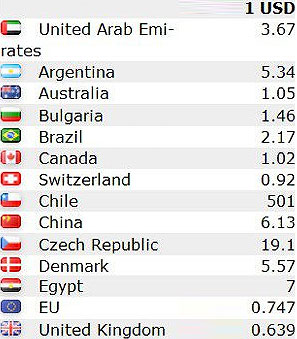 1 USD
United Arab Emi- 3.67
rates
Argentina 5.34
Australia 1.05
Bulgaria 1.46
Brazil 2.17
Canada 1.02
Switzerland 0.92
Chile 501
China 6.13
Czech Republic 19.1
Denmark 5.57
Egypt 7
EU 0.747
United Kingdom 0.639